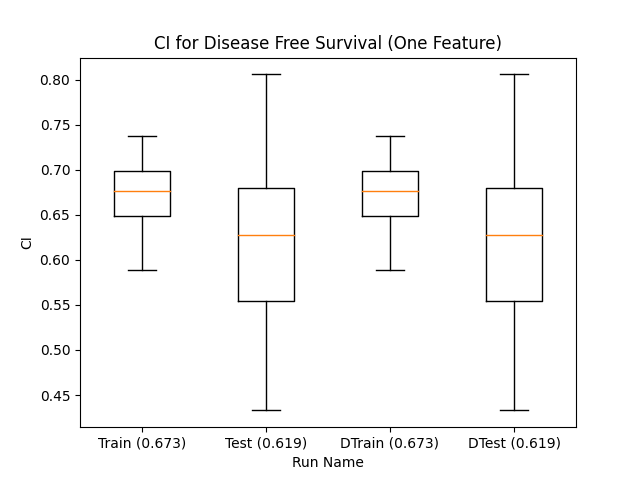 CI for Disease Free Survival (One Feature)
0.80
0.75
0.70
0.65
0.60
0.55
0.50
0.45
CI
Train (0.673) Test (0.619) DTrain (0.673) DTest (0.619)
Run Name